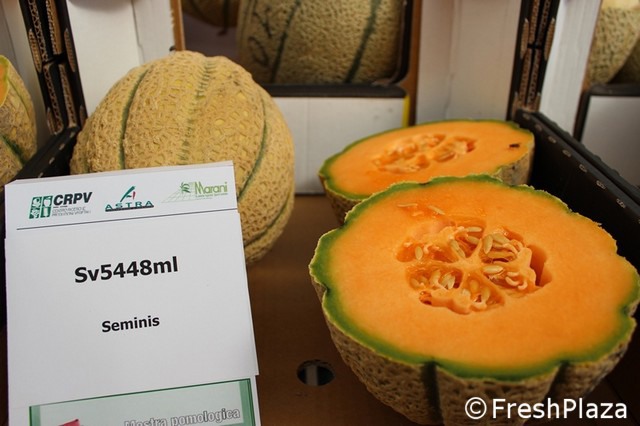 CRPV
ASTRA
Marani
Sv5448ml
Seminis
Mostra pomologica
©FreshPlaza